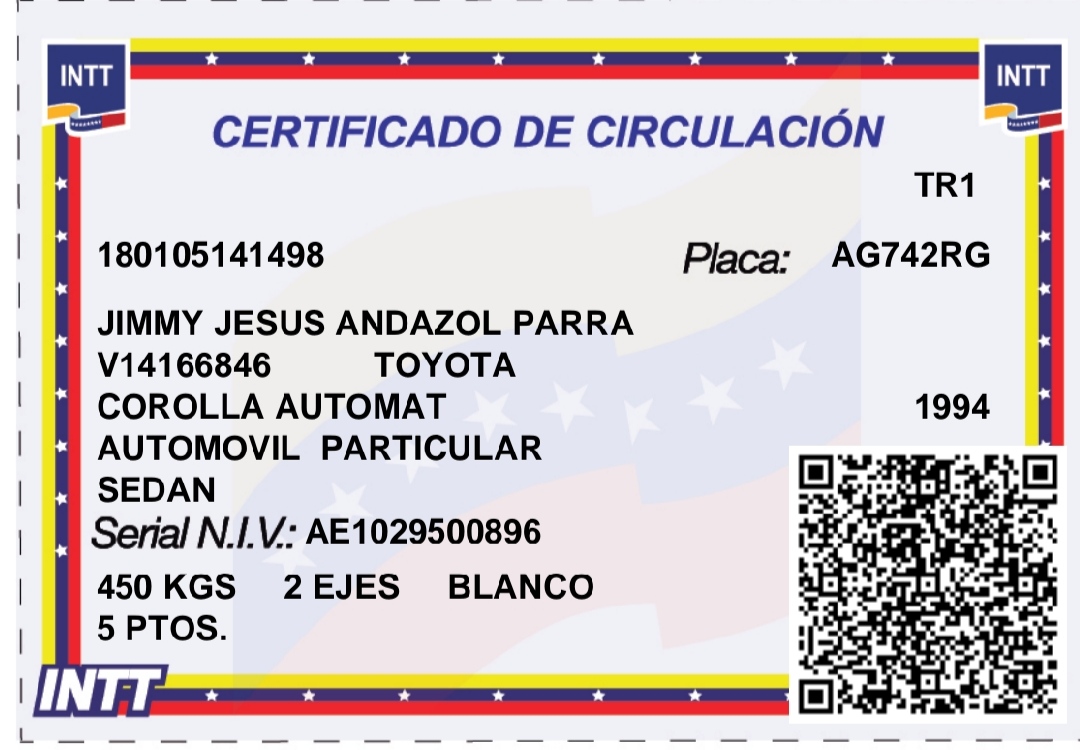 INTT
INTT
CERTIFICADO DE CIRCULACIÓN
TR1
180105141498 Placa: AG742RG
JIMMY JESUS ANDAZOL PARRA
V14166846 TOYOTA
COROLLA AUTOMAT 1994
AUTOMOVIL PARTICULAR
SEDAN
Serial N.I.V.: AE1029500896
450 KGS 2 EJES BLANCO
5 PTOS.
INTT